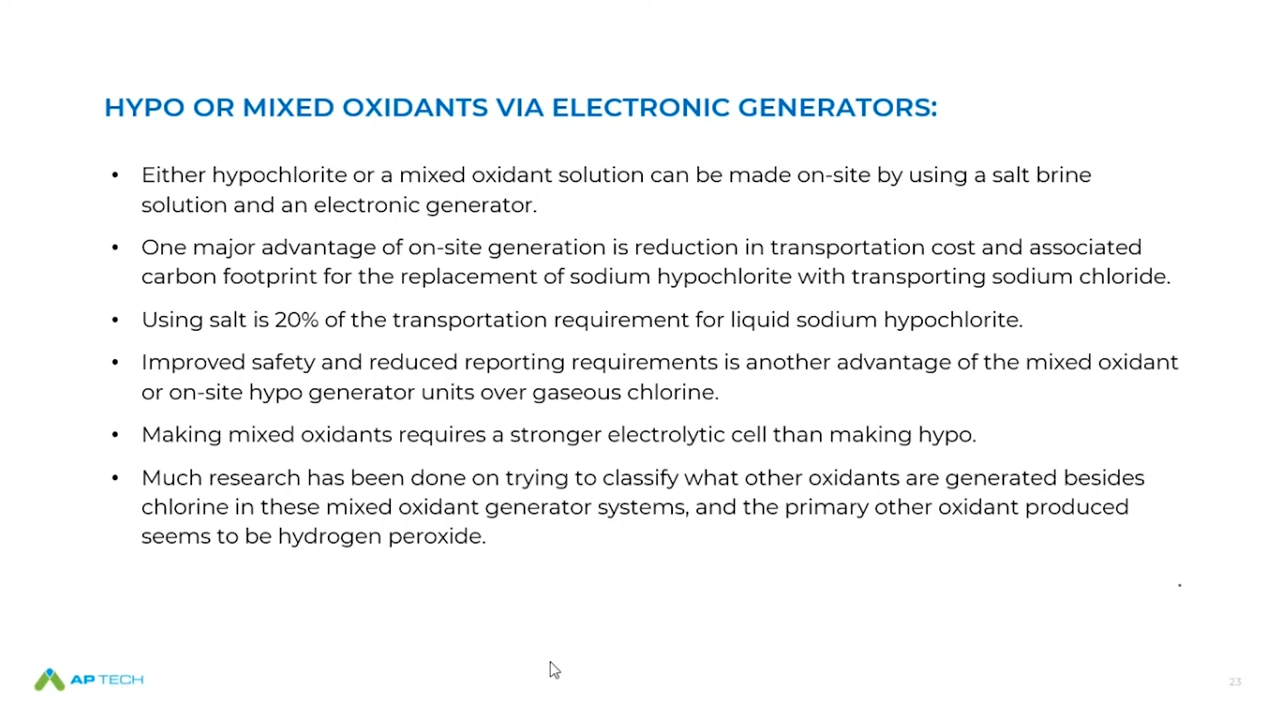 HYPO OR MIXED OXIDANTS VIA ELECTRONIC GENERATORS:
• Either hypochlorite or a mixed oxidant solution can be made on-site by using a salt brine
solution and an electronic generator.
• One major advantage of on-site generation is reduction in transportation cost and associated
carbon footprint for the replacement of sodium hypochlorite with transporting sodium chloride.
• Using salt is 20% of the transportation requirement for liquid sodium hypochlorite.
• Improved safety and reduced reporting requirements is another advantage of the mixed oxidant
or on-site hypo generator units over gaseous chlorine.
• Making mixed oxidants requires a stronger electrolytic cell than making hypo.
• Much research has been done on trying to classify what other oxidants are generated besides
chlorine in these mixed oxidant generator systems, and the primary other oxidant produced
seems to be hydrogen peroxide.
.
AP TECH
23